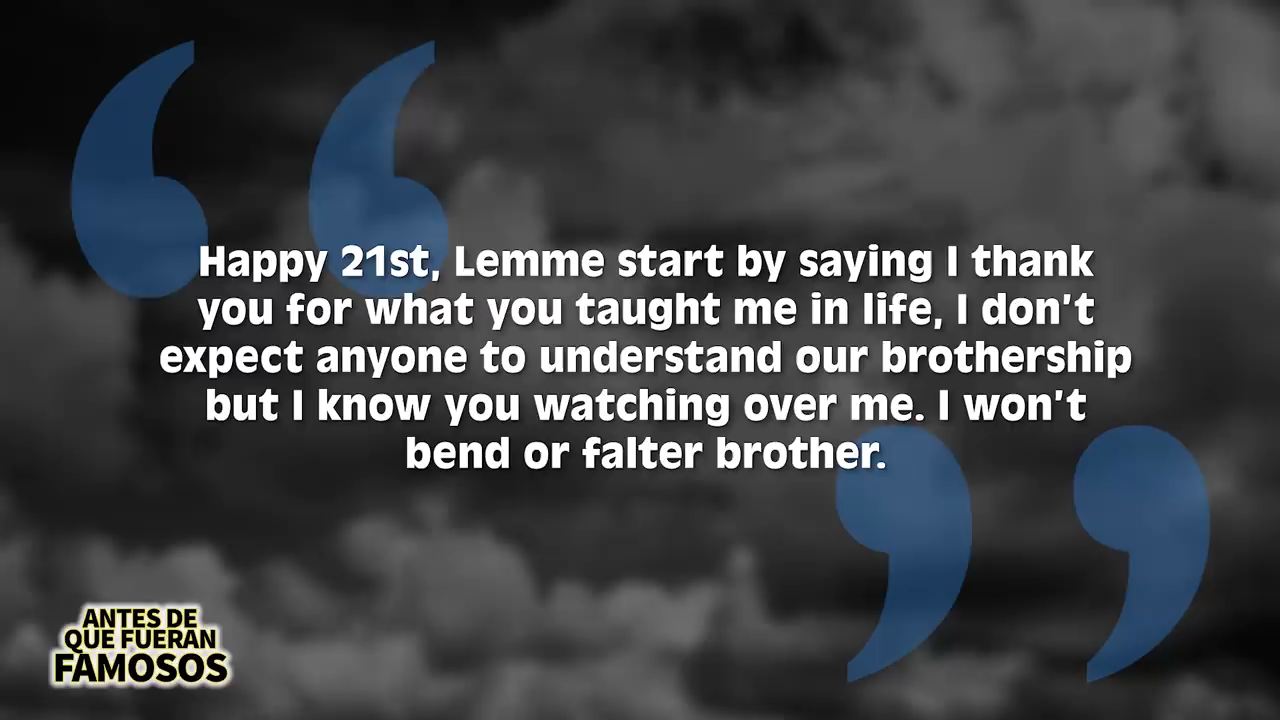 Happy 21st, Lemme start by saying I thank
you for what you taught me in life, I don't
expect anyone to understand our brothership
but I know you watching over me. I won't
bend or falter brother.
ANTES DE
QUE FUERAN
FAMOSOS